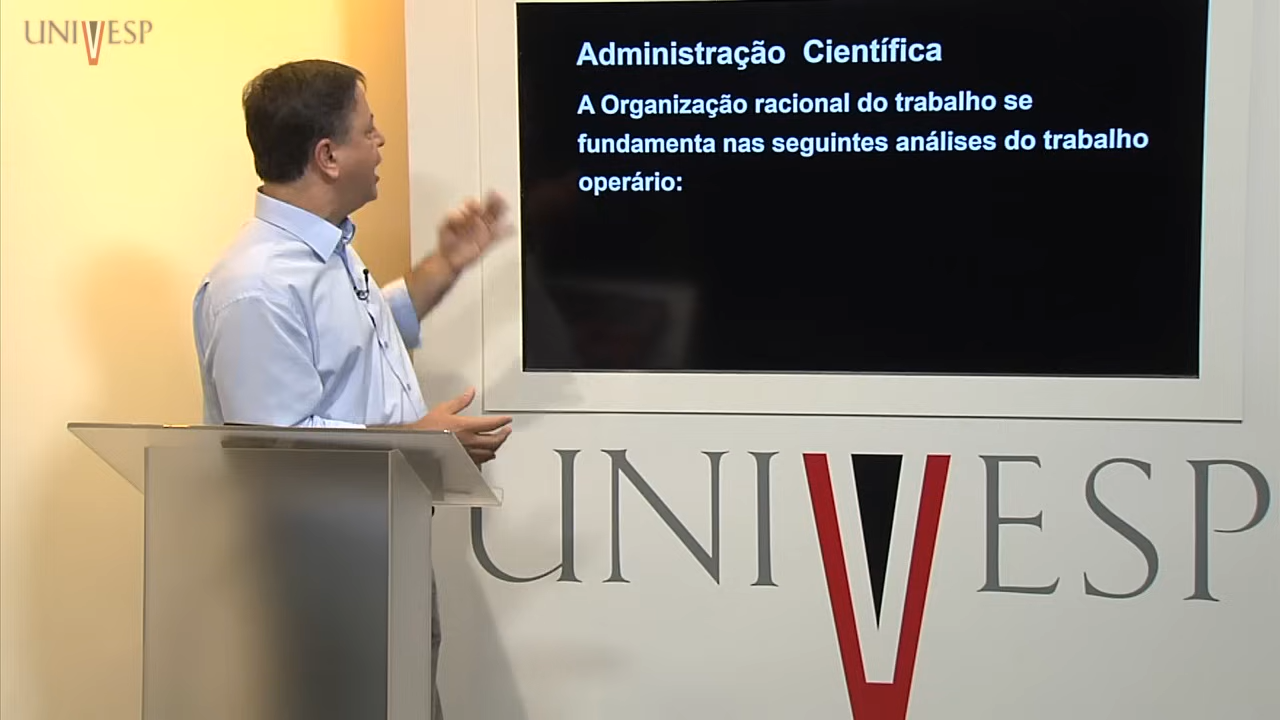 UNIVESP
Administração Científica
A Organização racional do trabalho se
fundamenta nas seguintes análises do trabalho
operário:
UNIVESP